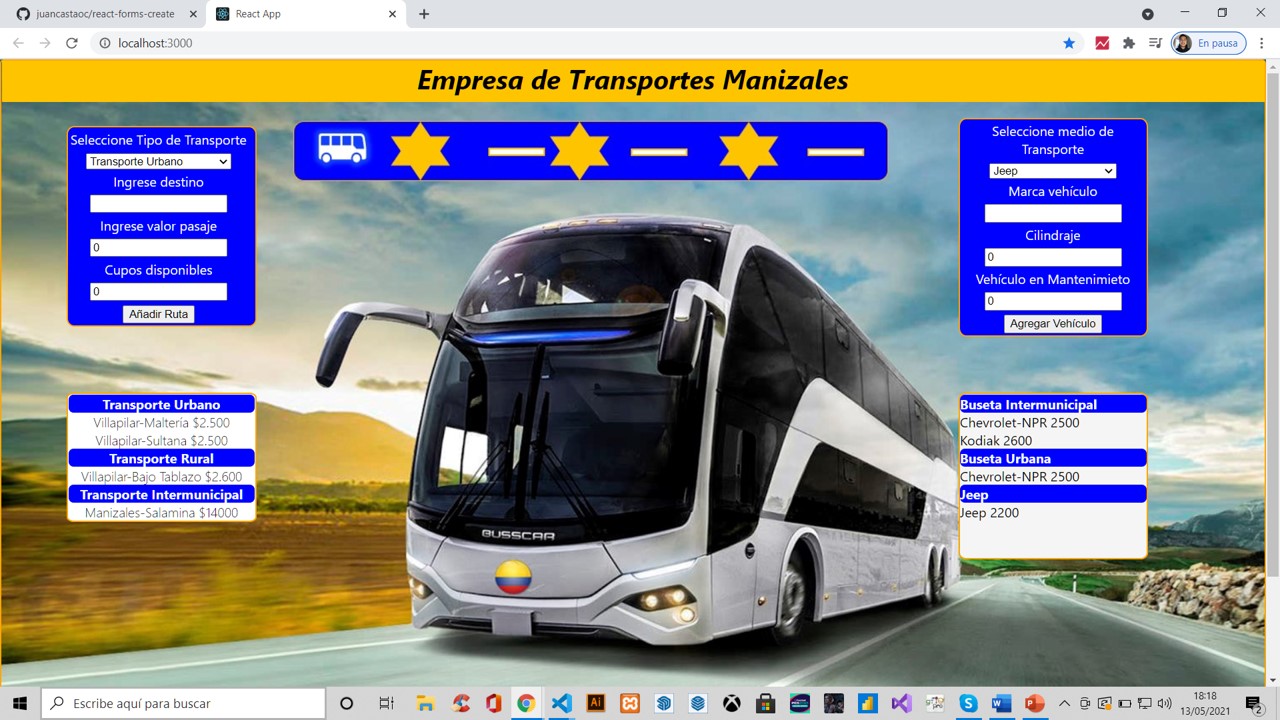 juancastaoc/react-forms-create
React App
localhost:3000
En pausa
Empresa de Transportes Manizales
Seleccione Tipo de Transporte
Transporte Urbano
Ingrese destino
Ingrese valor pasaje
0
Cupos disponibles
0
Añadir Ruta
Seleccione medio de
Transporte
Jeep
Marca vehículo
Cilindraje
0
Vehículo en Mantenimieto
0
Agregar Vehículo
Transporte Urbano
Villapilar-Maltería $2.500
Villapilar-Sultana $2.500
Transporte Rural
Villapilar-Bajo Tablazo $2.600
Transporte Intermunicipal
Manizales-Salamina $14000
Buseta Intermunicipal
Chevrolet-NPR 2500
Kodiak 2600
Buseta Urbana
Chevrolet-NPR 2500
Jeep
Jeep 2200
BUSSCAR
Escribe aquí para buscar
18:18
13/05/2021
2